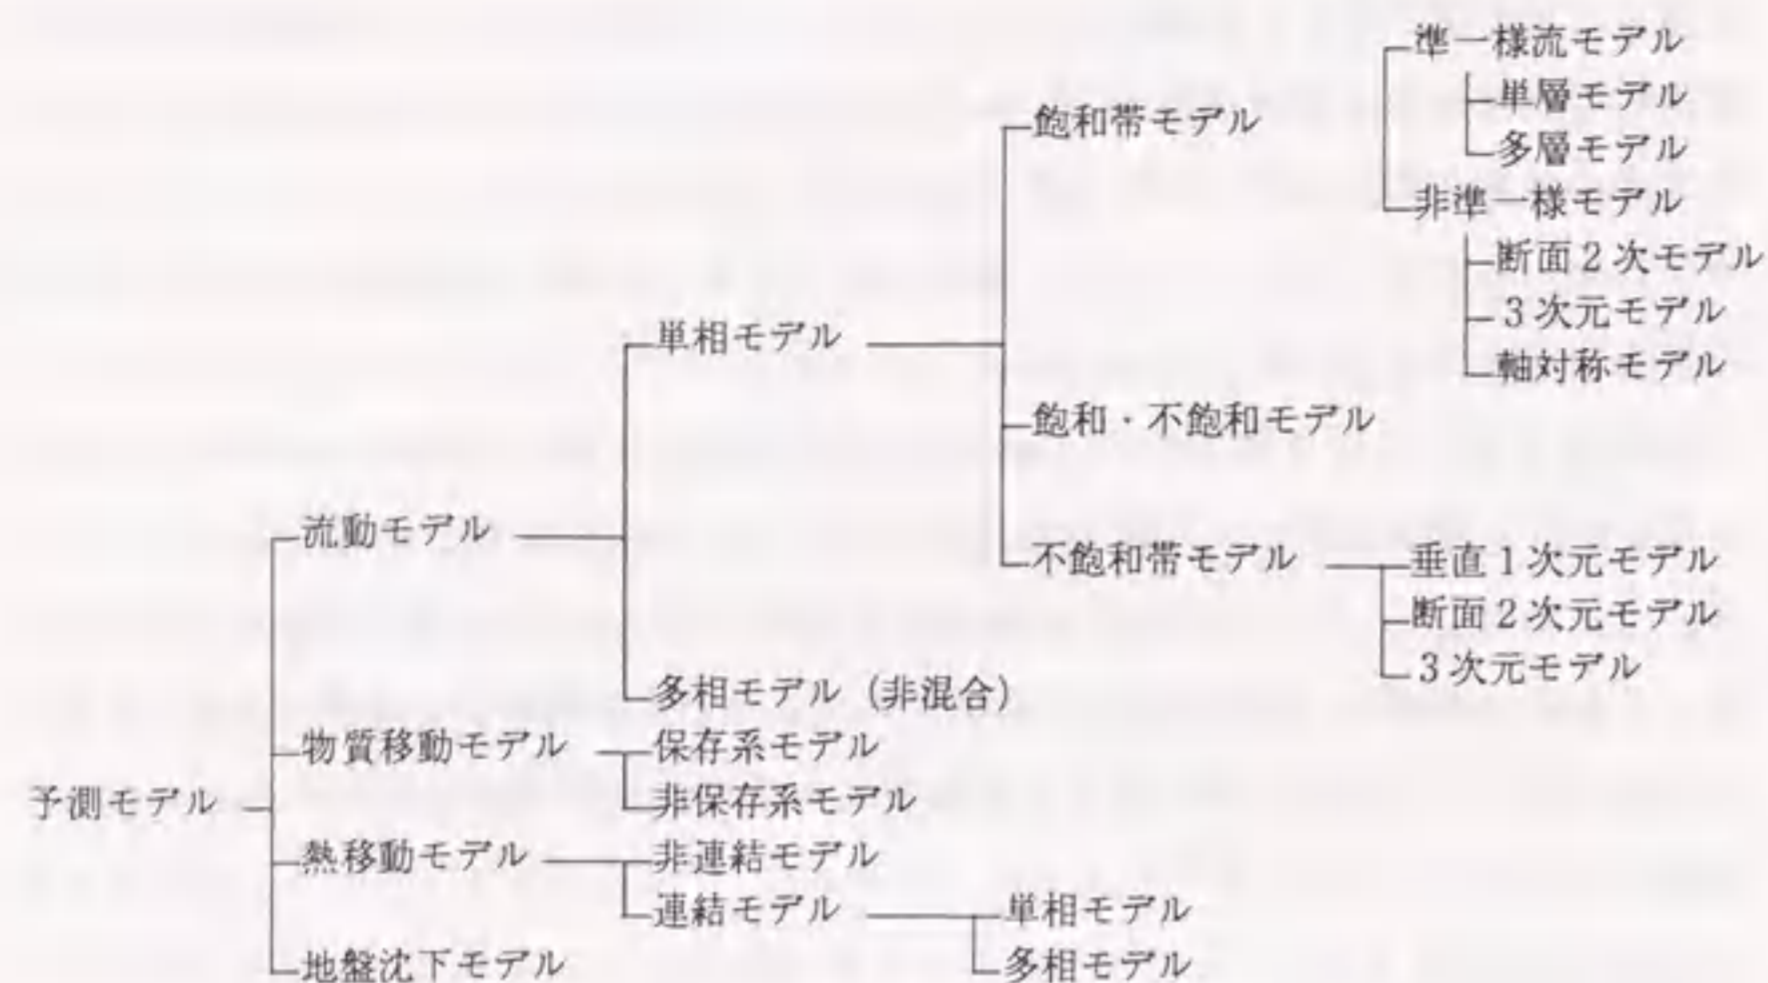 準一様流モデル
単層モデル
飽和帯モデル
多層モデル
非準一様モデル
断面2次モデル
3次元モデル
単相モデル
軸対称モデル
飽和・不飽和モデル
流動モデル
不飽和帯モデル
垂直1次元モデル
断面2次元モデル
3次元モデル
多相モデル（非混合）
物質移動モデル
保存系モデル
予測モデル
非保存系モデル
熱移動モデル
非連結モデル
連結モデル
単相モデル
地盤沈下モデル
多相モデル